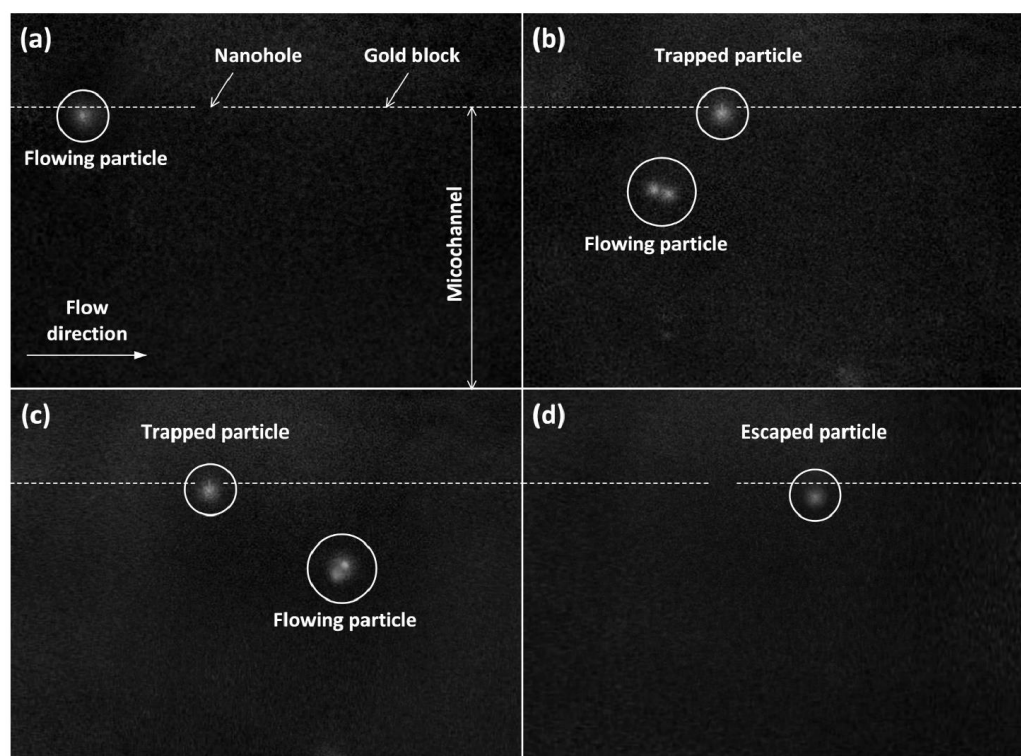 (a)
Nanohole
Gold block
Flowing particle
Micochannel
Flow
direction
(b)
Trapped particle
Flowing particle
(c)
Trapped particle
Flowing particle
(d)
Escaped particle